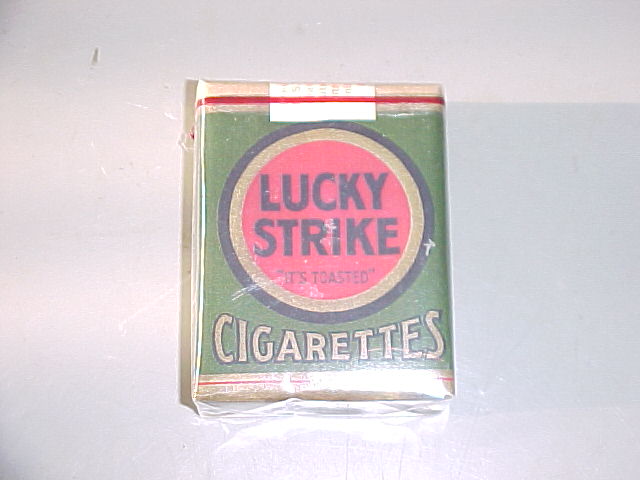 LUCKY
STRIKE
"IT'S TOASTED"
CIGARETTES